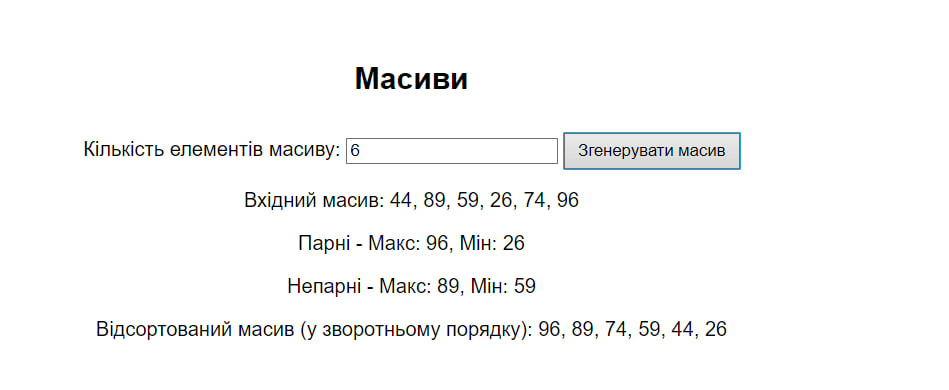 Масиви
Кількість елементів масиву: 6 Згенерувати масив
Вхідний масив: 44, 89, 59, 26, 74, 96
Парні - Макс: 96, Мін: 26
Непарні - Макс: 89, Мін: 59
Відсортований масив (у зворотньому порядку): 96, 89, 74, 59, 44, 26